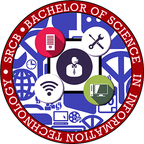 SRCB • BACHELOR OF SCIENCE IN INFORMATION TECHNOLOGY •